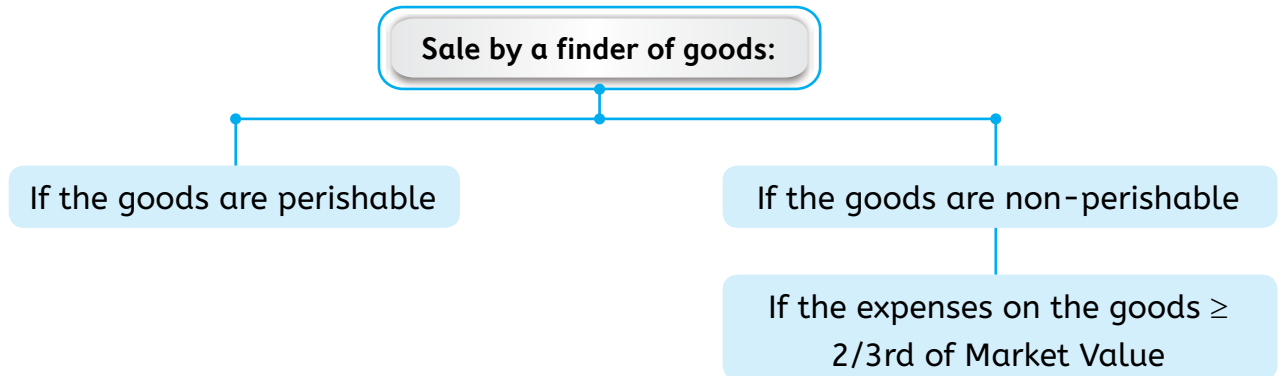 Sale by a finder of goods:
If the goods are perishable
If the goods are non-perishable
If the expenses on the goods ≥
2/3rd of Market Value